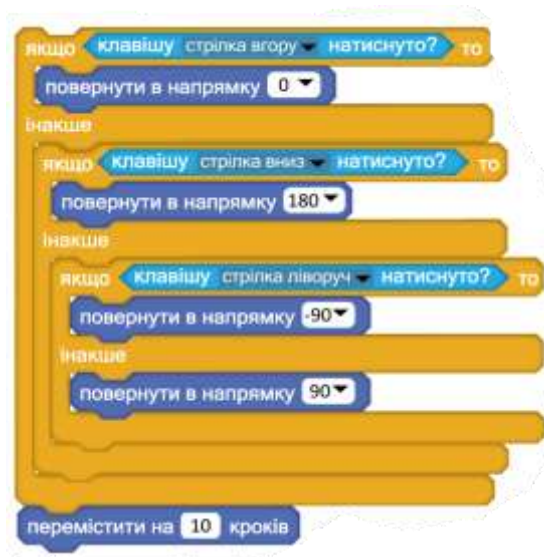 якщо клавішу стрілка вгору натиснуто? то
повернути в напрямку 0
інакше
якщо клавішу стрілка вниз натиснуто? то
повернути в напрямку 180
інакше
якщо клавішу стрілка ліворуч натиснуто? то
повернути в напрямку -90
інакше
повернути в напрямку 90
перемістити на 10 кроків